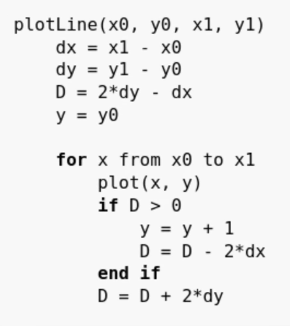 plotLine(x0, y0, x1, y1)
    dx = x1 - x0
    dy = y1 - y0
    D = 2*dy - dx
    y = y0

    for x from x0 to x1
        plot(x, y)
        if D > 0
            y = y + 1
            D = D - 2*dx
        end if
        D = D + 2*dy